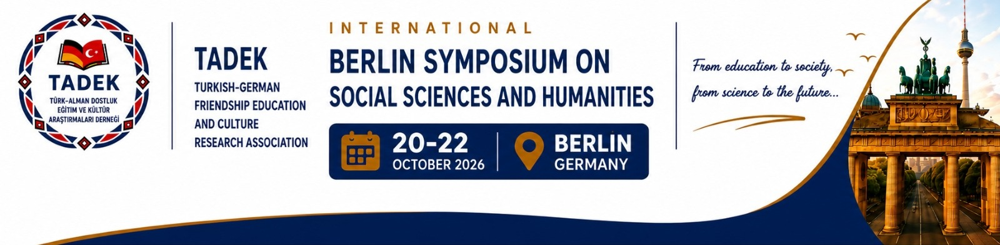 TADEK
TÜRK-ALMAN DOSTLUK
EĞİTİM VE KÜLTÜR
ARAŞTIRMALARI DERNEĞİ
TADEK
TURKISH-GERMAN
FRIENDSHIP EDUCATION
AND CULTURE
RESEARCH ASSOCIATION
INTERNATIONAL
BERLIN SYMPOSIUM ON
SOCIAL SCIENCES AND HUMANITIES
20-22
OCTOBER 2026
BERLIN
GERMANY
From education to society,
from science to the future...